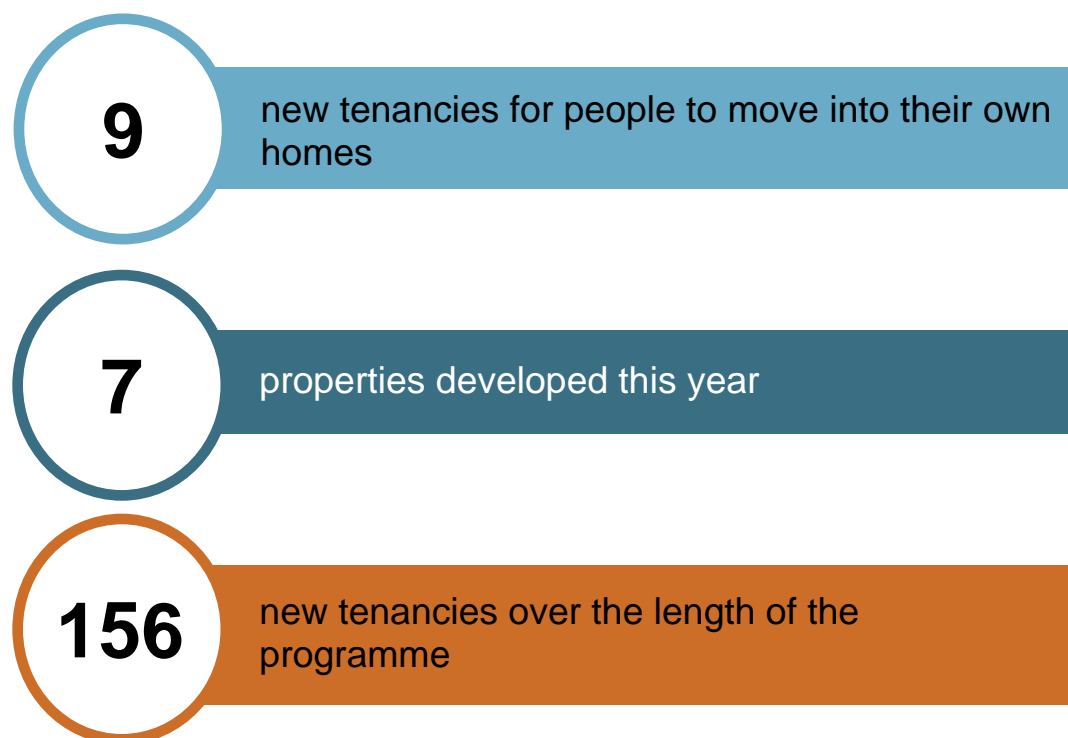 9
new tenancies for people to move into their own
homes
7
properties developed this year
156
new tenancies over the length of the
programme